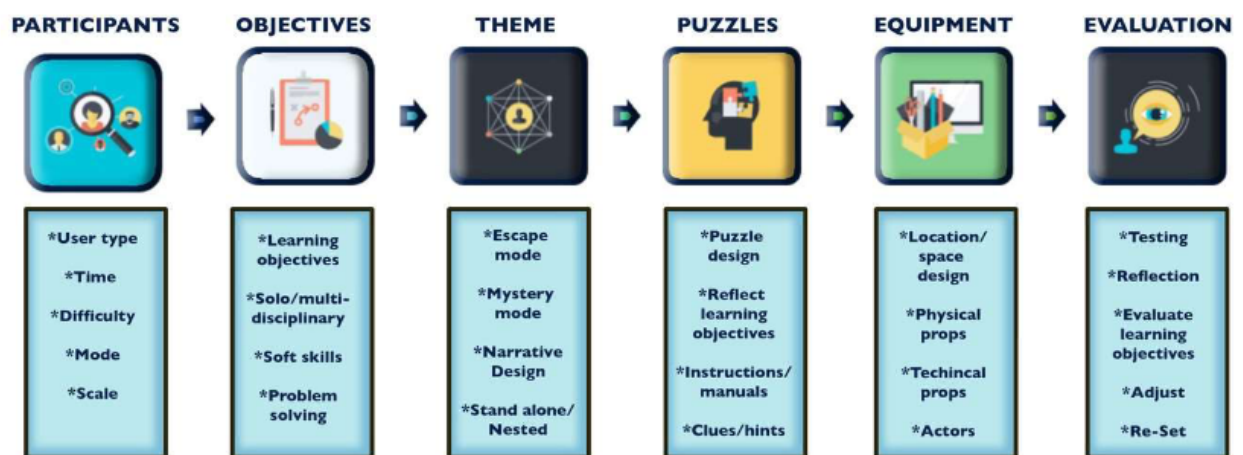 PARTICIPANTS
OBJECTIVES
THEME
PUZZLES
EQUIPMENT
EVALUATION
*User type
*Time
*Difficulty
*Mode
*Scale
*Learning
objectives
*Solo/multi-
disciplinary
*Soft skills
*Problem
solving
*Escape
mode
*Mystery
mode
*Narrative
Design
*Stand alone/
Nested
*Puzzle
design
*Reflect
learning
objectives
*Instructions/
manuals
*Clues/hints
*Location/
space
design
*Physical
props
*Techincal
props
*Actors
*Testing
*Reflection
*Evaluate
learning
objectives
*Adjust
*Re-Set